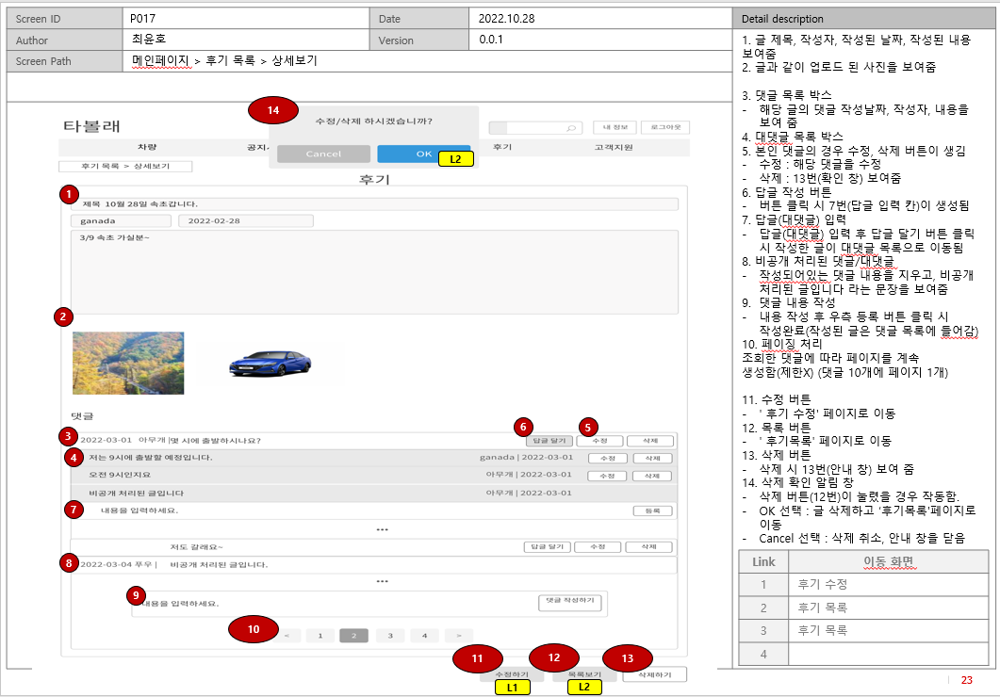 Screen ID P017 Date 2022.10.28 Detail description
Author 최윤호 Version 0.0.1
Screen Path 메인페이지 > 후기 목록 > 상세보기
14
수정/삭제 하시겠습니까?
Cancel OK L2
타볼래
내 정보 로그아웃
차량 공지 후기 고객지원
후기 목록 > 상세보기
후기
1
제목 10월 28일 속초갑니다.
ganada 2022-02-28
3/9 속초 가실분~
2
댓글
6 5
3 2022-03-01 아무개 |몇 시에 출발하시나요? 답글 달기 수정 삭제
4 저는 9시에 출발할 예정입니다. ganada | 2022-03-01 수정 삭제
오전 9시인지요 아무개 | 2022-03-01 수정 삭제
비공개 처리된 글입니다 아무개 | 2022-03-01
7 내용을 입력하세요. 등록
•••
저도 갈래요~ 답글 달기 수정 삭제
8 2022-03-04 푸우 | 비공개 처리된 글입니다.
•••
9 내용을 입력하세요. 댓글 작성하기
10 < 1 2 3 4 >
11 12 13
수정하기 목록보기 삭제하기
L1 L2
1. 글 제목, 작성자, 작성된 날짜, 작성된 내용
보여줌
2. 글과 같이 업로드 된 사진을 보여줌
3. 댓글 목록 박스
- 해당 글의 댓글 작성날짜, 작성자, 내용을
보여 줌
4. 대댓글 목록 박스
5. 본인 댓글의 경우 수정, 삭제 버튼이 생김
- 수정 : 해당 댓글을 수정
- 삭제 : 13번(확인 창) 보여줌
6. 답글 작성 버튼
- 버튼 클릭 시 7번(답글 입력 칸)이 생성됨
7. 답글(대댓글) 입력
- 답글(대댓글) 입력 후 답글 달기 버튼 클릭
시 작성한 글이 대댓글 목록으로 이동됨
8. 비공개 처리된 댓글/대댓글
- 작성되어있는 댓글 내용을 지우고, 비공개
처리된 글입니다 라는 문장을 보여줌
9. 댓글 내용 작성
- 내용 작성 후 우측 등록 버튼 클릭 시
작성완료(작성된 글은 댓글 목록에 들어감)
10. 페이징 처리
조회한 댓글에 따라 페이지를 계속
생성함(제한X) (댓글 10개에 페이지 1개)
11. 수정 버튼
- ' 후기 수정' 페이지로 이동
12. 목록 버튼
- ' 후기목록' 페이지로 이동
13. 삭제 버튼
- 삭제 시 13번(안내 창) 보여 줌
14. 삭제 확인 알림 창
- 삭제 버튼(12번)이 눌렸을 경우 작동함.
- OK 선택 : 글 삭제하고 '후기목록'페이지로
이동
- Cancel 선택 : 삭제 취소, 안내 창을 닫음
Link 이동 화면
1 후기 수정
2 후기 목록
3 후기 목록
4
23